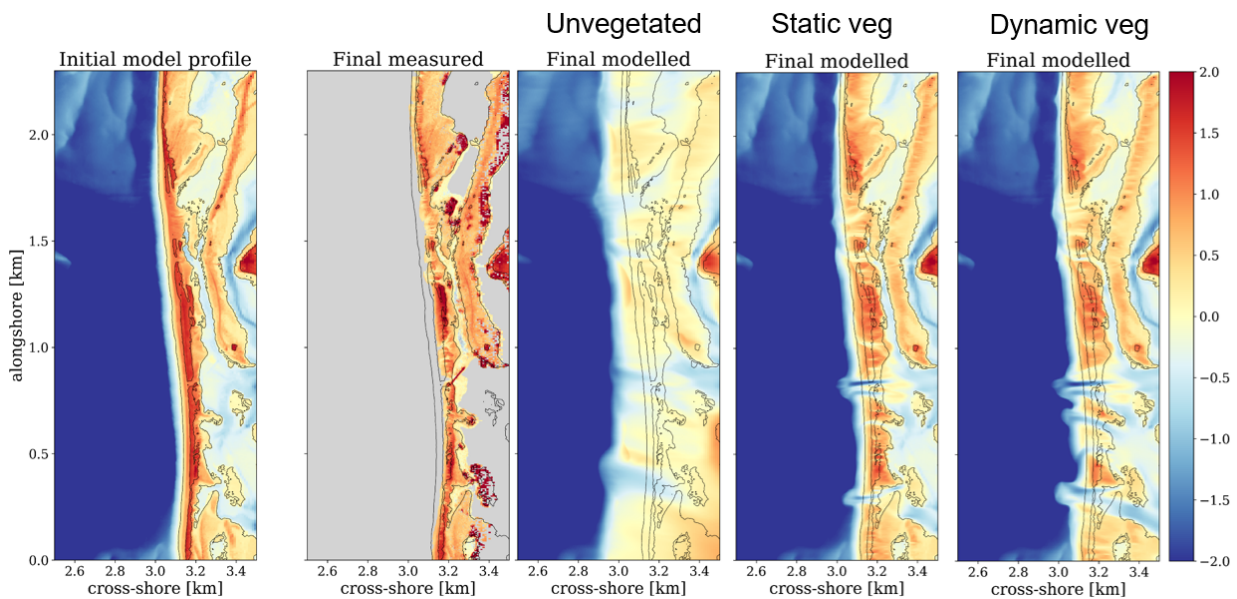 Unvegetated Static veg Dynamic veg
Initial model profile Final measured Final modelled Final modelled Final modelled
2.0
1.5
1.0
0.5
0.0
alongshore [km]
2.6 2.8 3.0 3.2 3.4
cross-shore [km]
2.6 2.8 3.0 3.2 3.4
cross-shore [km]
2.6 2.8 3.0 3.2 3.4
cross-shore [km]
2.6 2.8 3.0 3.2 3.4
cross-shore [km]
2.6 2.8 3.0 3.2 3.4
cross-shore [km]
2.0
1.5
1.0
0.5
0.0
−0.5
−1.0
−1.5
−2.0